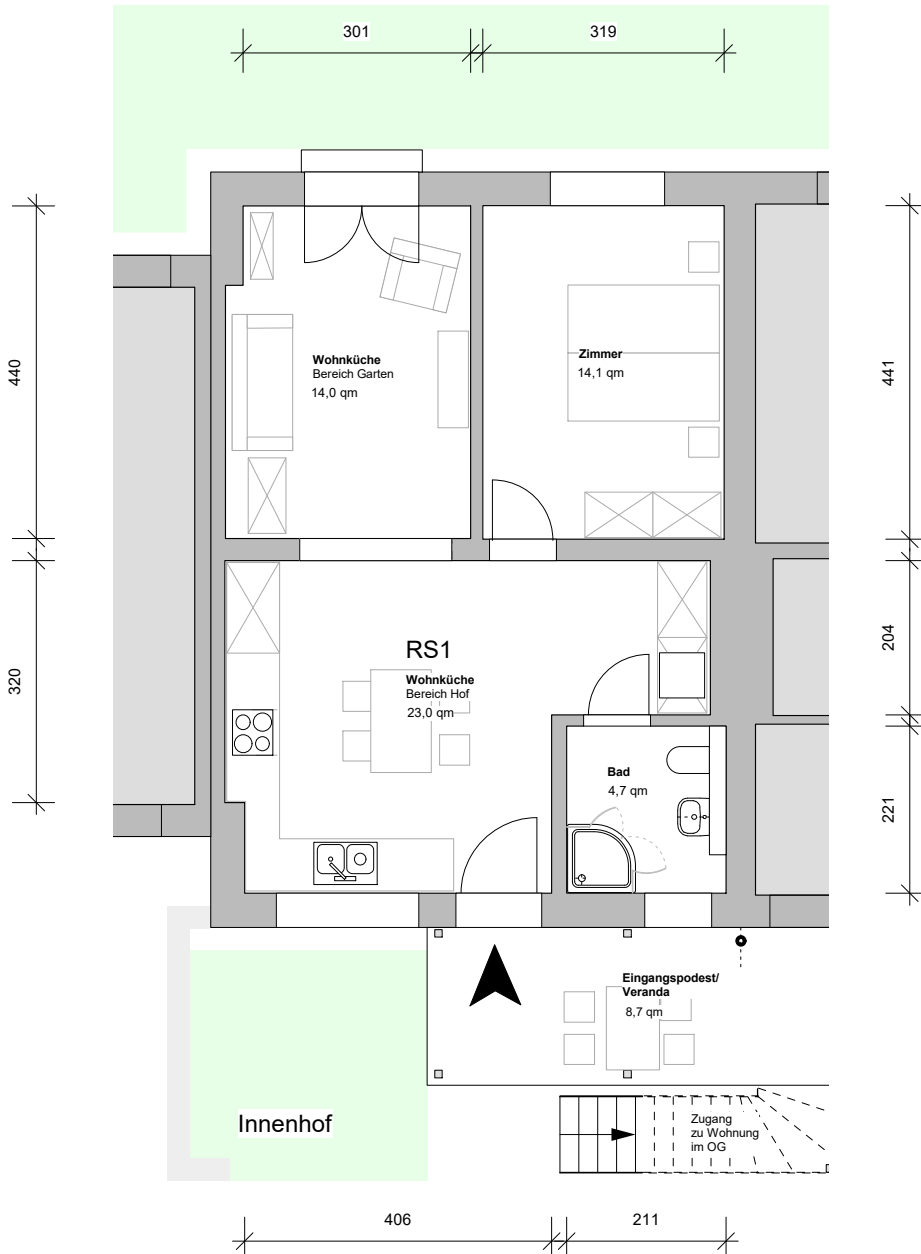 301
319
440
441
Wohnküche
Bereich Garten
14,0 qm
Zimmer
14,1 qm
320
204
RS1
Wohnküche
Bereich Hof
23,0 qm
Bad
4,7 qm
221
Eingangspodest/
Veranda
8,7 qm
Innenhof
Zugang
zu Wohnung
im OG
406
211